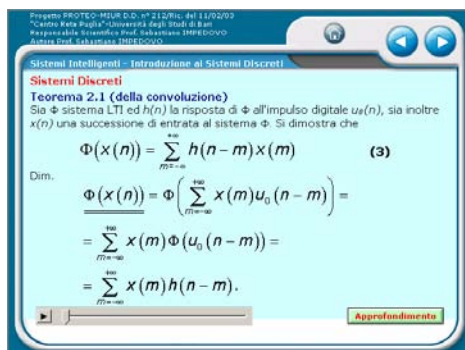 Progetto PROTEO-MIUR D.D. n° 212/Ric. del 11/02/03
"Centro Rete Puglia"-Università degli Studi di Bari
Responsabile Scientifico Prof. Sebastiano IMPEDOVO
Autore Prof. Sebastiano IMPEDOVO
Sistemi Intelligenti - Introduzione ai Sistemi Discreti
Sistemi Discreti
Teorema 2.1 (della convoluzione)
Sia Φ sistema LTI ed h(n) la risposta di Φ all'impulso digitale u₀(n), sia inoltre
x(n) una successione di entrata al sistema Φ. Si dimostra che
Φ(x(n)) = ∑_{m=-∞}^{+∞} h(n-m)x(m) (3)
Dim.
Φ(x(n)) = Φ(∑_{m=-∞}^{+∞} x(m)u₀(n-m)) =
= ∑_{m=-∞}^{+∞} x(m)Φ(u₀(n-m)) =
= ∑_{m=-∞}^{+∞} x(m)h(n-m).
Approfondimento